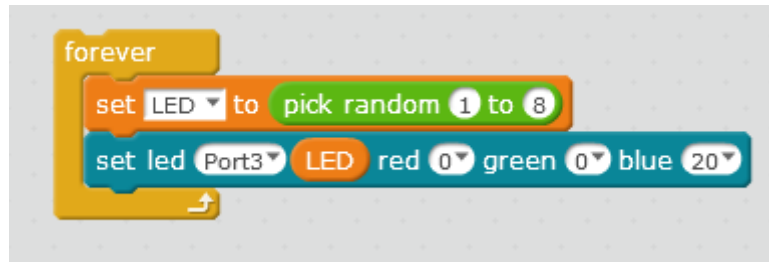 forever
set LED to pick random 1 to 8
set led Port3 LED red 0 green 0 blue 20